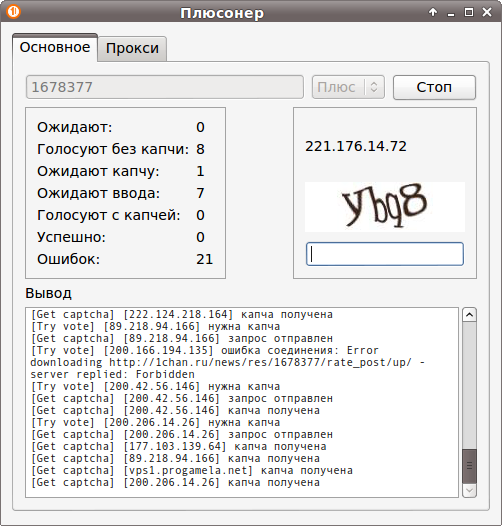 Плюсонер
Основное
Прокси
1678377
Плюс
Стоп
Ожидают: 0
Голосуют без капчи: 8
Ожидают капчу: 1
Ожидают ввода: 7
Голосуют с капчей: 0
Успешно: 0
Ошибок: 21
221.176.14.72
Вывод
[Get captcha] [222.124.218.164] капча получена
[Try vote] [89.218.94.166] нужна капча
[Get captcha] [89.218.94.166] запрос отправлен
[Try vote] [200.166.194.135] ошибка соединения: Error
downloading http://1chan.ru/news/res/1678377/rate_post/up/ -
server replied: Forbidden
[Try vote] [200.42.56.146] нужна капча
[Get captcha] [200.42.56.146] запрос отправлен
[Get captcha] [200.42.56.146] капча получена
[Try vote] [200.206.14.26] нужна капча
[Get captcha] [200.206.14.26] запрос отправлен
[Get captcha] [177.103.139.64] капча получена
[Get captcha] [89.218.94.166] капча получена
[Get captcha] [vps1.progamela.net] капча получена
[Get captcha] [200.206.14.26] капча получена